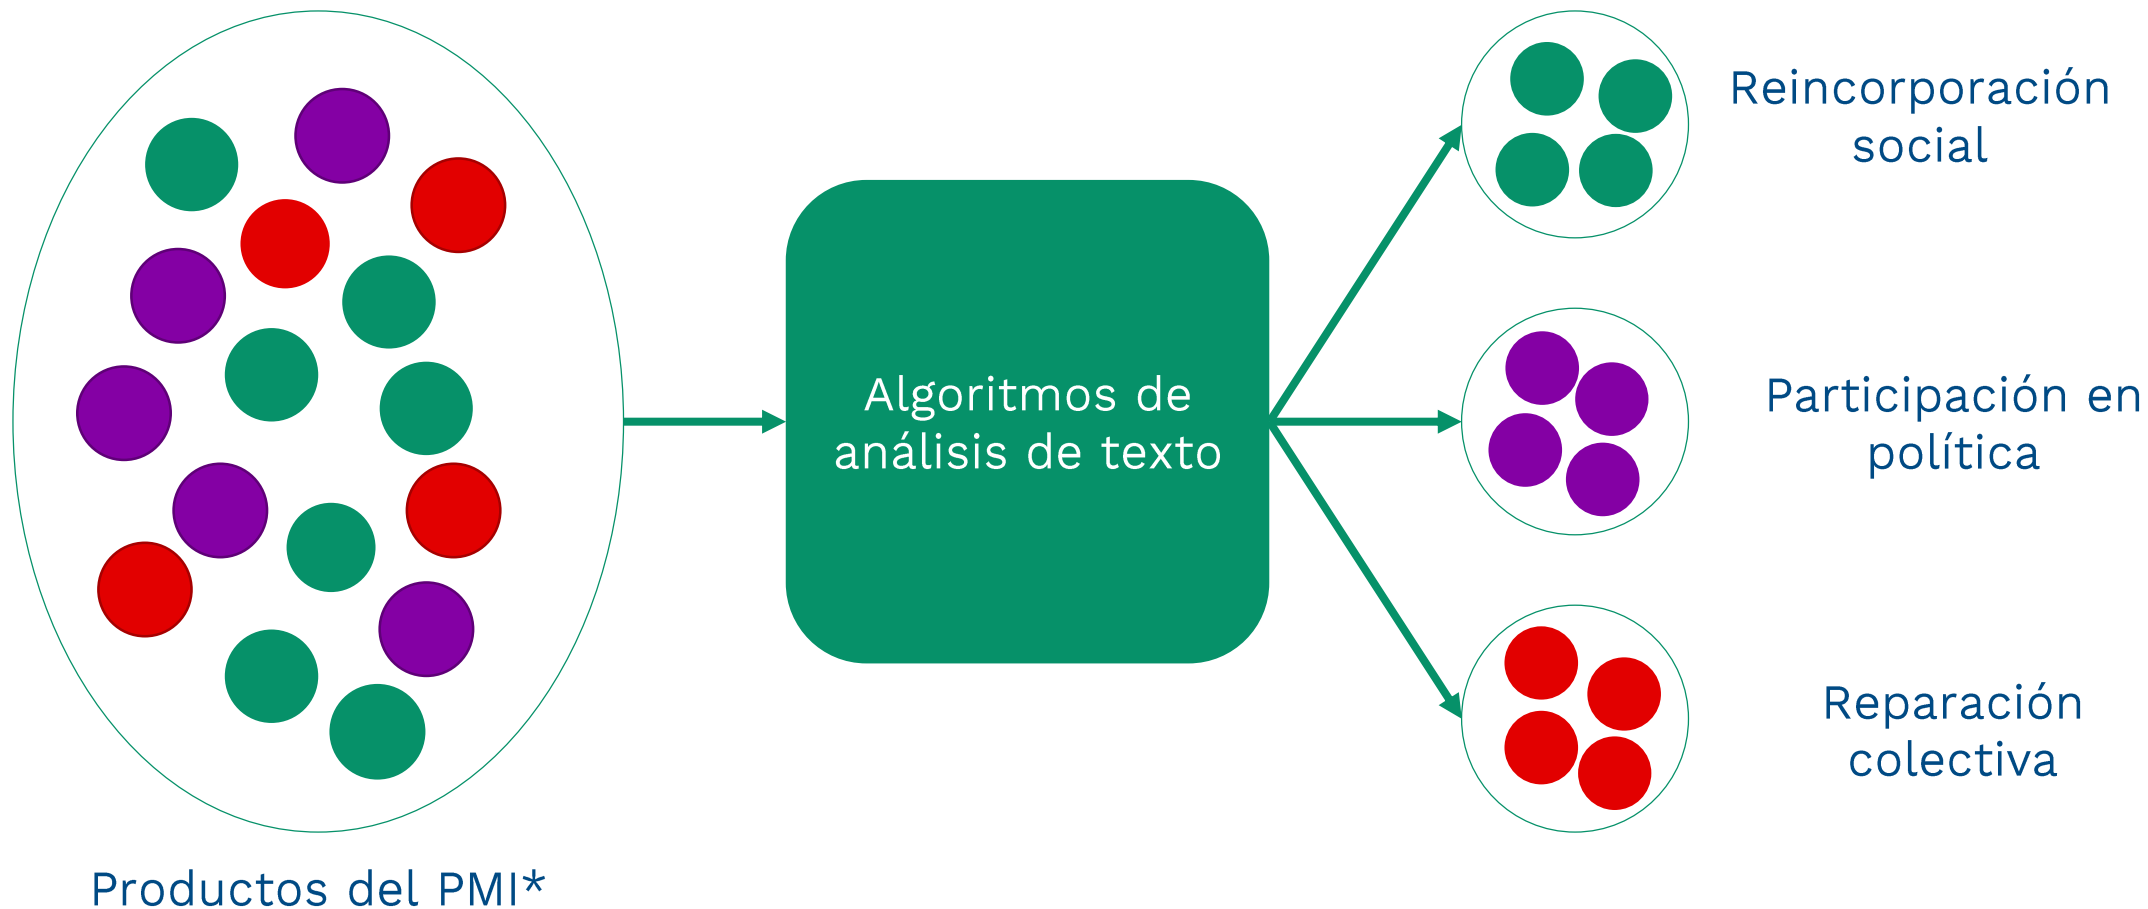 Reincorporación
social
Algoritmos de
análisis de texto
Participación en
política
Reparación
colectiva
Productos del PMI*